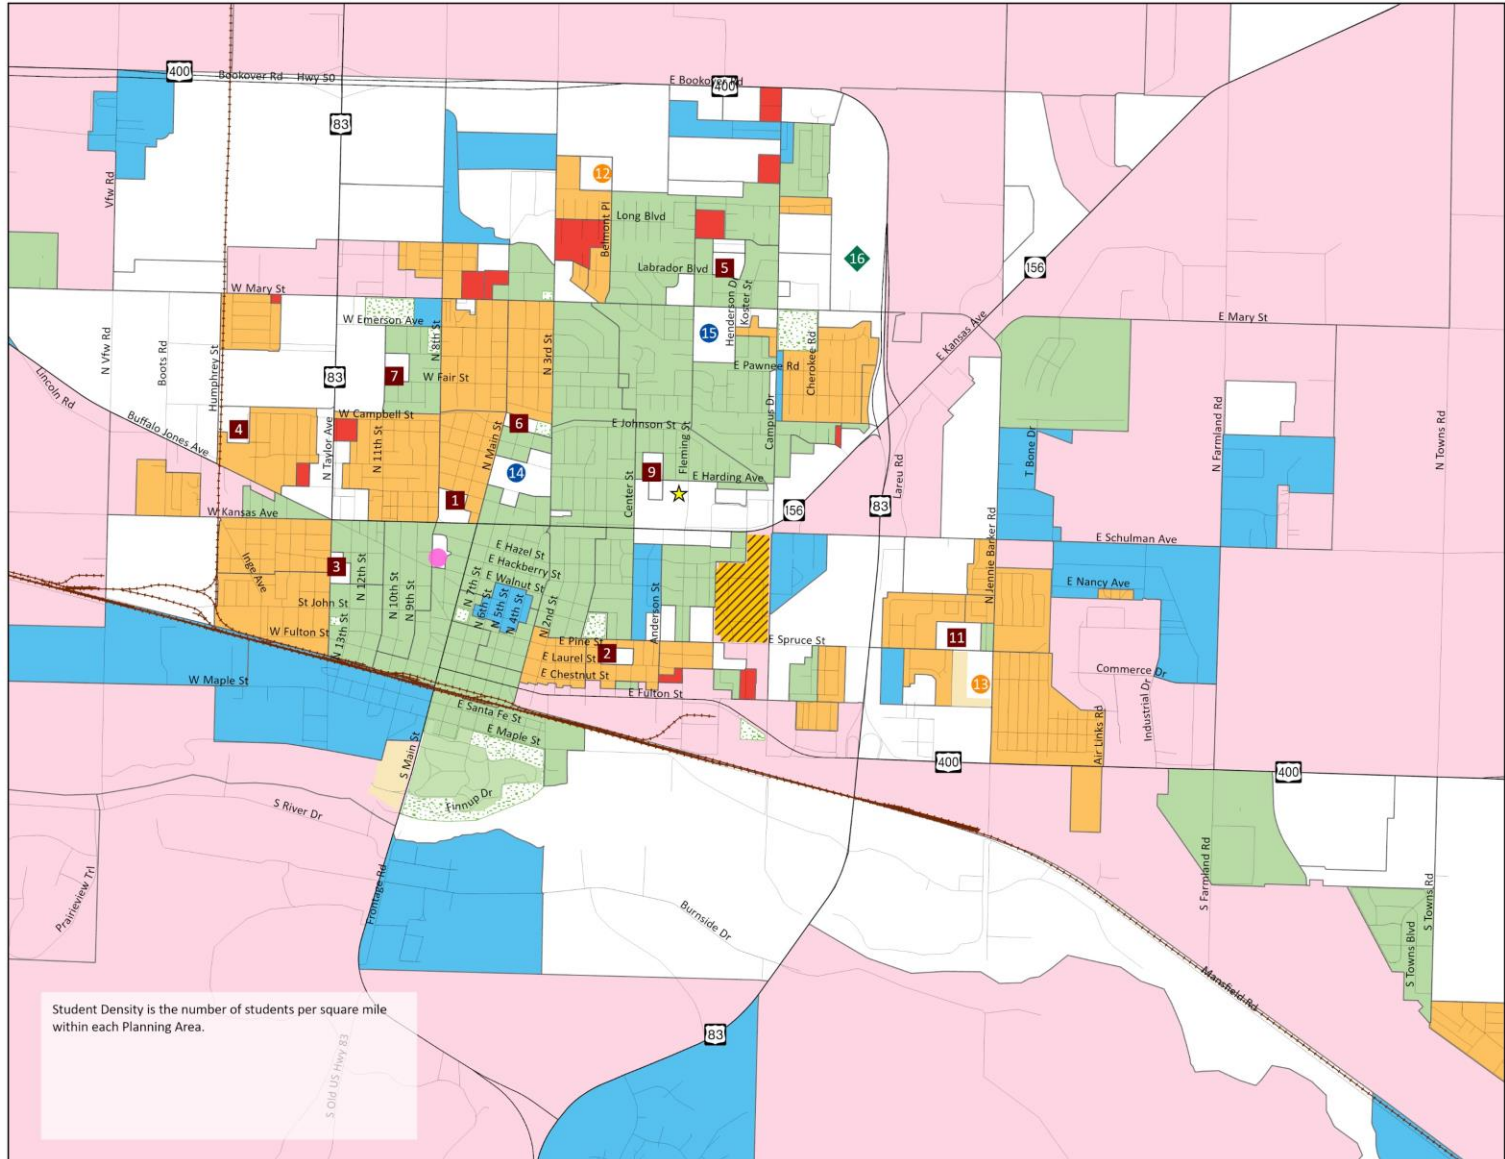 400
Bookover Rd Hwy 50
E Bookover Rd
400
83
Vfw Rd
12
Belmont Pl
Long Blvd
Labrador Blvd
5
16
156
Henderson Dr
Koster St
W Mary St
E Mary St
W Emerson Ave
N 8th St
N 3rd St
15
E Kansas Ave
N Vfw Rd
Boots Rd
Humphrey St
83
7
W Fair St
E Pawnee Rd
Cherokee Rd
Lincoln Rd
Buffalo Jones Ave
4
W Campbell St
N Taylor Ave
N 11th St
N Main St
6
E Johnson St
Fleming St
Campus Dr
T Bone Dr
N Farmland Rd
N Towns Rd
14
9
E Harding Ave
Center St
Lareu Rd
83
156
1
W Kansas Ave
N Jennie Barker Rd
E Schulman Ave
Inge Ave
3
N 12th St
N 10th St
N 9th St
E Hazel St
E Hackberry St
E Walnut St
N 7th St
N 6th St
N 5th St
N 4th St
N 2nd St
Anderson St
E Nancy Ave
St John St
N 13th St
W Fulton St
E Pine St
2
E Laurel St
E Chestnut St
E Spruce St
11
13
Commerce Dr
Industrial Dr
Air Links Rd
W Maple St
E Fulton St
E Santa Fe St
E Maple St
S Main St
400
400
Finnup Dr
S River Dr
Prairieview Trl
Frontage Rd
Burnside Dr
S Farmland Rd
S Towns Rd
S Towns Blvd
Mansfield Rd
83
Student Density is the number of students per square mile
within each Planning Area.
S Old US Hwy 83